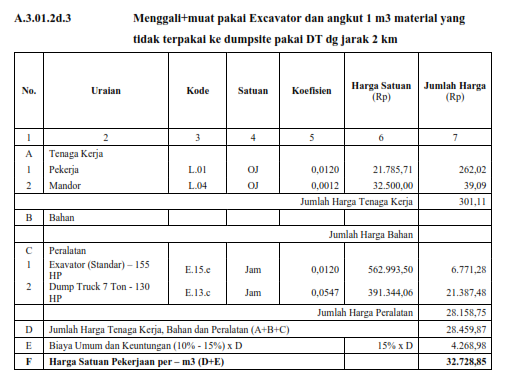 A.3.01.2d.3 Menggali+muat pakai Excavator dan angkut 1 m3 material yang
tidak terpakai ke dumpsite pakai DT dg jarak 2 km
No. Uraian Kode Satuan Koefisien Harga Satuan (Rp) Jumlah Harga (Rp)
1 2 3 4 5 6 7
A Tenaga Kerja
1 Pekerja L.01 OJ 0,0120 21.785,71 262,02
2 Mandor L.04 OJ 0,0012 32.500,00 39,09
Jumlah Harga Tenaga Kerja 301,11
B Bahan
Jumlah Harga Bahan
C Peralatan
1 Exavator (Standar) – 155 HP E.15.e Jam 0,0120 562.993,50 6.771,28
2 Dump Truck 7 Ton - 130 HP E.13.c Jam 0,0547 391.344,06 21.387,48
Jumlah Harga Peralatan 28.158,75
D Jumlah Harga Tenaga Kerja, Bahan dan Peralatan (A+B+C) 28.459,87
E Biaya Umum dan Keuntungan (10% - 15%) x D 15% x D 4.268,98
F Harga Satuan Pekerjaan per – m3 (D+E) 32.728,85